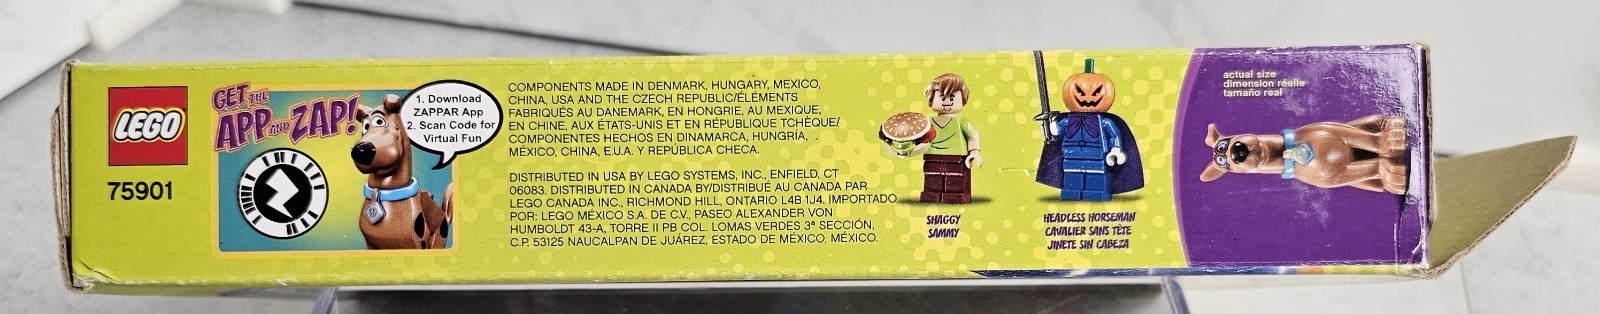 LEGO
75901
GET THE
APP AND ZAP!
1. Download
ZAPPAR App
2. Scan Code for
Virtual Fun
COMPONENTS MADE IN DENMARK, HUNGARY, MEXICO,
CHINA, USA AND THE CZECH REPUBLIC/ÉLÉMENTS
FABRIQUÉS AU DANEMARK, EN HONGRIE, AU MEXIQUE,
EN CHINE, AUX ÉTATS-UNIS ET EN RÉPUBLIQUE TCHÈQUE/
COMPONENTES HECHOS EN DINAMARCA, HUNGRÍA,
MÉXICO, CHINA, E.U.A. Y REPÚBLICA CHECA.
DISTRIBUTED IN USA BY LEGO SYSTEMS, INC., ENFIELD, CT
06083. DISTRIBUTED IN CANADA BY/DISTRIBUÉ AU CANADA PAR
LEGO CANADA INC., RICHMOND HILL, ONTARIO L4B 1J4. IMPORTADO
POR: LEGO MÉXICO S.A. DE C.V., PASEO ALEXANDER VON
HUMBOLDT 43-A, TORRE II PB COL. LOMAS VERDES 3ª SECCIÓN,
C.P. 53125 NAUCALPAN DE JUÁREZ, ESTADO DE MÉXICO, MÉXICO.
SHAGGY
SAMMY
HEADLESS HORSEMAN
CAVALIER SANS TÊTE
JINETE SIN CABEZA
actual size
dimension réelle
tamaño real